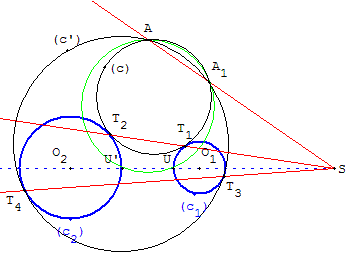 A
(c')
(c)
A₁
T₂
T₁
O₂
U'
U
O₁
S
T₄
T₃
(c₁)
(c₂)